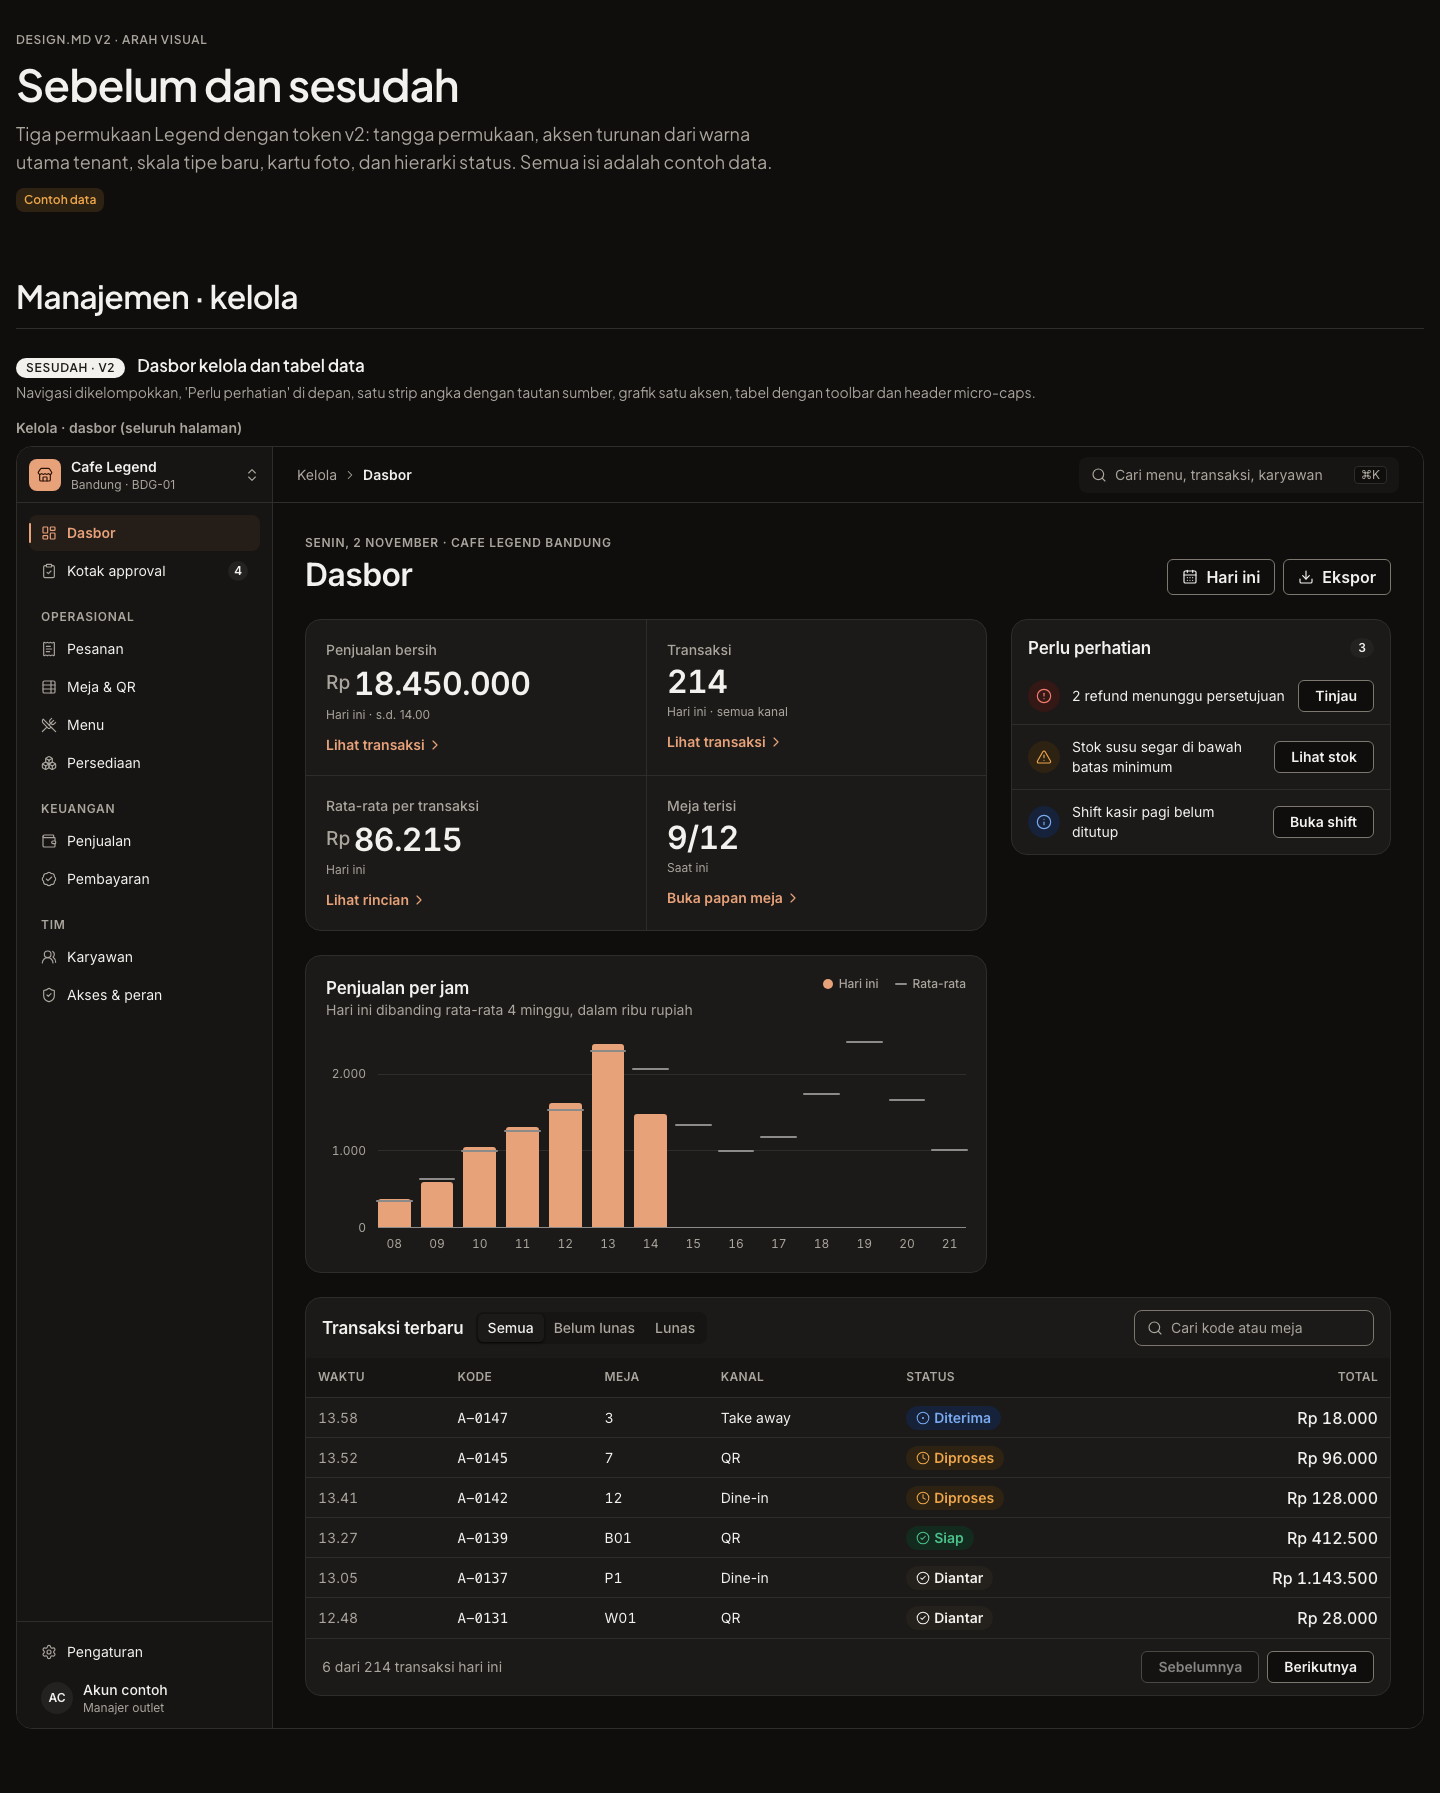 DESIGN.MD V2 · ARAH VISUAL
Sebelum dan sesudah
Tiga permukaan Legend dengan token v2: tangga permukaan, aksen turunan dari warna
utama tenant, skala tipe baru, kartu foto, dan hierarki status. Semua isi adalah contoh data.
Contoh data
Manajemen · kelola
SESUDAH · V2 Dasbor kelola dan tabel data
Navigasi dikelompokkan, 'Perlu perhatian' di depan, satu strip angka dengan tautan sumber, grafik satu aksen, tabel dengan toolbar dan header micro-caps.
Kelola · dasbor (seluruh halaman)
Cafe Legend
Bandung · BDG-01
Dasbor
Kotak approval 4
OPERASIONAL
Pesanan
Meja & QR
Menu
Persediaan
KEUANGAN
Penjualan
Pembayaran
TIM
Karyawan
Akses & peran
Pengaturan
AC
Akun contoh
Manajer outlet
Kelola > Dasbor
Cari menu, transaksi, karyawan ⌘K
SENIN, 2 NOVEMBER · CAFE LEGEND BANDUNG
Dasbor
Hari ini
Ekspor
Penjualan bersih
Rp 18.450.000
Hari ini · s.d. 14.00
Lihat transaksi
Transaksi
214
Hari ini · semua kanal
Lihat transaksi
Rata-rata per transaksi
Rp 86.215
Hari ini
Lihat rincian
Meja terisi
9/12
Saat ini
Buka papan meja
Perlu perhatian 3
2 refund menunggu persetujuan Tinjau
Stok susu segar di bawah
batas minimum
Lihat stok
Shift kasir pagi belum
ditutup
Buka shift
Penjualan per jam
Hari ini dibanding rata-rata 4 minggu, dalam ribu rupiah
Hari ini Rata-rata
2.000
1.000
0
08 09 10 11 12 13 14 15 16 17 18 19 20 21
Transaksi terbaru Semua Belum lunas Lunas Cari kode atau meja
WAKTU KODE MEJA KANAL STATUS TOTAL
13.58 A-0147 3 Take away Diterima Rp 18.000
13.52 A-0145 7 QR Diproses Rp 96.000
13.41 A-0142 12 Dine-in Diproses Rp 128.000
13.27 A-0139 B01 QR Siap Rp 412.500
13.05 A-0137 P1 Dine-in Diantar Rp 1.143.500
12.48 A-0131 W01 QR Diantar Rp 28.000
6 dari 214 transaksi hari ini Sebelumnya Berikutnya